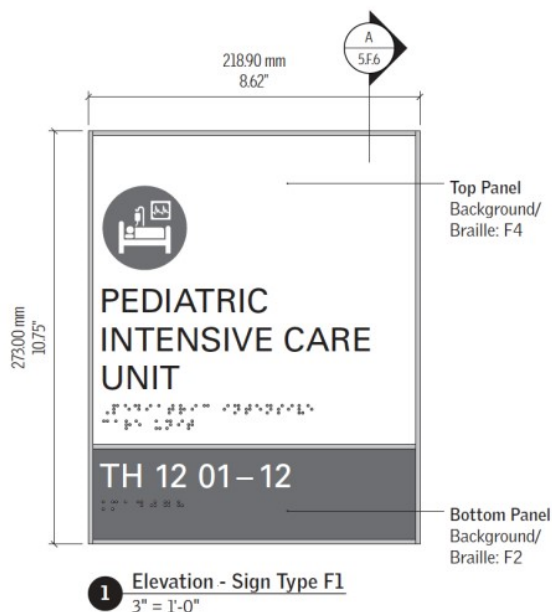 A
5.F.6
218.90 mm
8.62"
273.00 mm
10.75"
Top Panel
Background/
Braille: F4
PEDIATRIC
INTENSIVE CARE
UNIT
TH 12 01–12
Bottom Panel
Background/
Braille: F2
1 Elevation - Sign Type F1
3" = 1'-0"